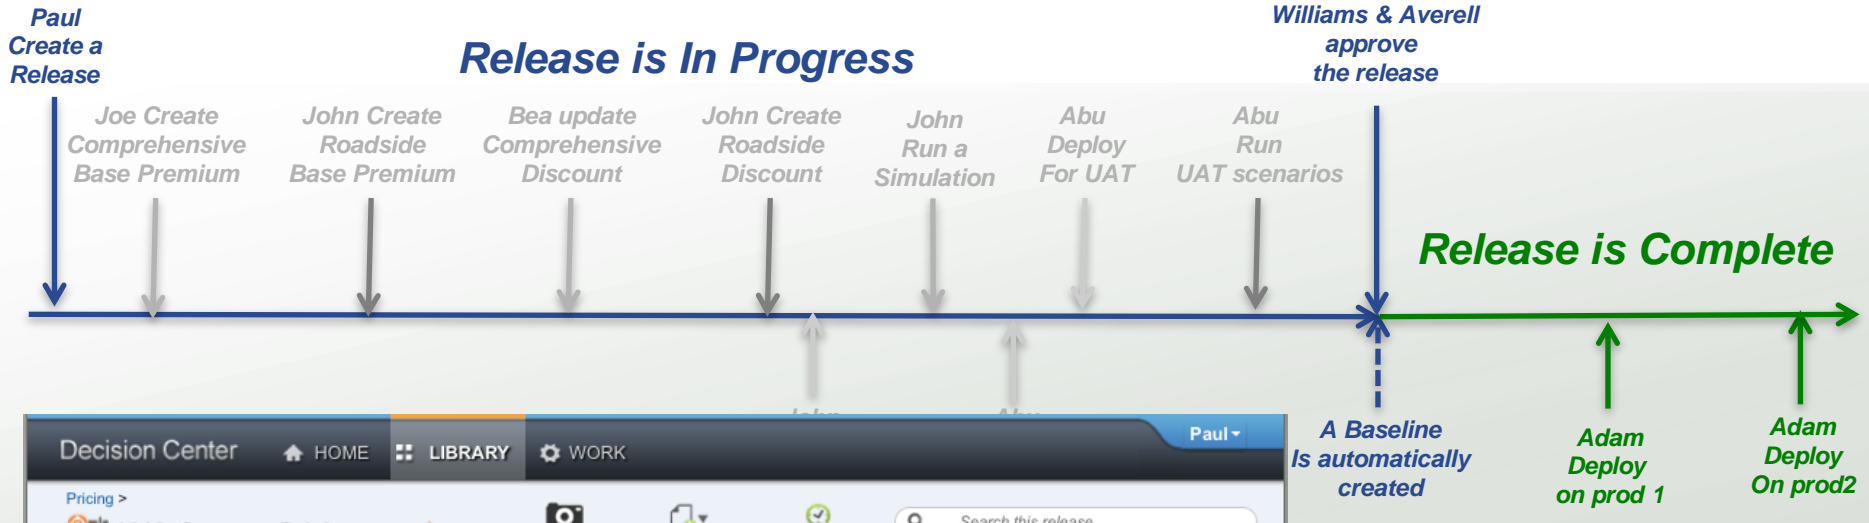 Paul
Create a
Release
Release is In Progress
Williams & Averell
approve
the release
Joe Create
Comprehensive
Base Premium
John Create
Roadside
Base Premium
Bea update
Comprehensive
Discount
John Create
Roadside
Discount
John
Run a
Simulation
Abu
Deploy
For UAT
Abu
Run
UAT scenarios
Release is Complete
John
Abu
Decision Center
HOME
LIBRARY
WORK
Paul
Pricing >
Search this release
A Baseline
Is automatically
created
Adam
Deploy
on prod 1
Adam
Deploy
On prod2